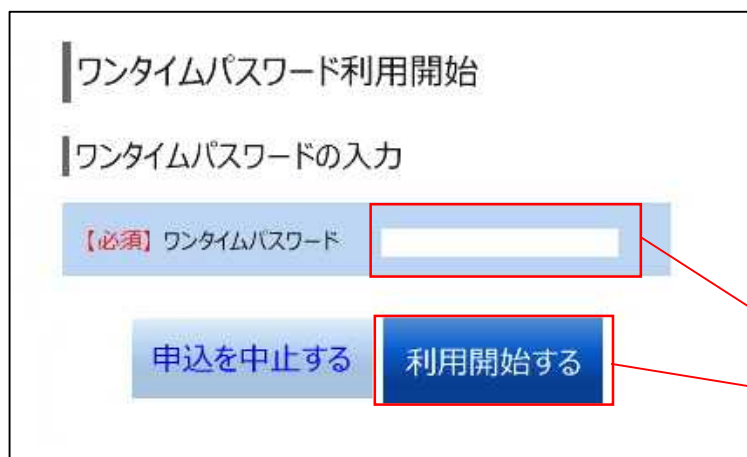 ワンタイムパスワード利用開始
ワンタイムパスワードの入力
【必須】ワンタイムパスワード
申込を中止する 利用開始する